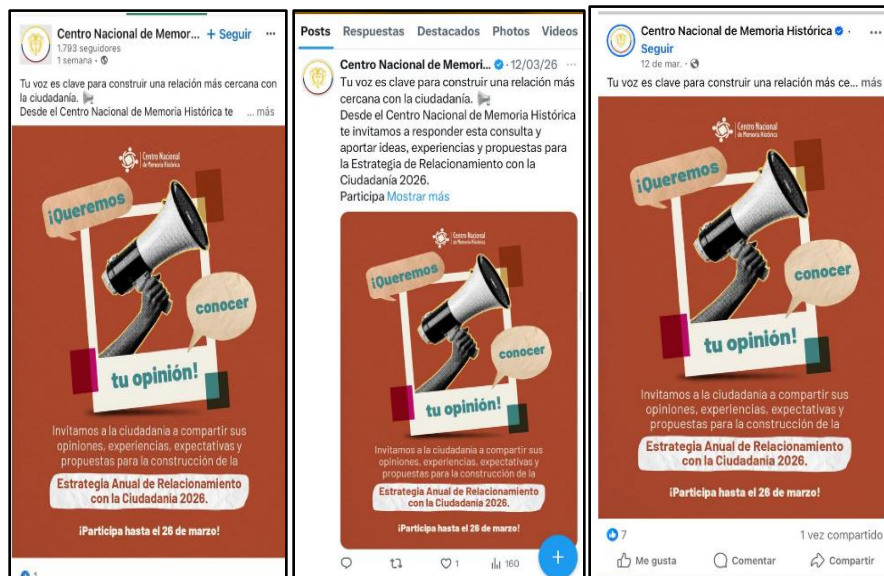 Centro Nacional de Memor... + Seguir ...
1.793 seguidores
1 semana •
Tu voz es clave para construir una relación más cercana con
la ciudadanía.
Desde el Centro Nacional de Memoria Histórica te ... más
Centro Nacional
de Memoria Histórica
¡Queremos
conocer
tu opinión!
Invitamos a la ciudadanía a compartir sus
opiniones, experiencias, expectativas y
propuestas para la construcción de la
Estrategia Anual de Relacionamiento
con la Ciudadanía 2026.
¡Participa hasta el 26 de marzo!
1
Posts Respuestas Destacados Photos Videos
Centro Nacional de Memori... · 12/03/26 ...
Tu voz es clave para construir una relación más
cercana con la ciudadanía.
Desde el Centro Nacional de Memoria Histórica
te invitamos a responder esta consulta y
aportar ideas, experiencias y propuestas para
la Estrategia de Relacionamiento con la
Ciudadanía 2026.
Participa Mostrar más
Centro Nacional
de Memoria Histórica
¡Queremos
conocer
tu opinión!
Invitamos a la ciudadanía a compartir sus
opiniones, experiencias, expectativas y
propuestas para la construcción de la
Estrategia Anual de Relacionamiento
con la Ciudadanía 2026.
¡Participa hasta el 26 de marzo!
1 160 +
Centro Nacional de Memoria Histórica · ...
Seguir
12 de mar. ·
Tu voz es clave para construir una relación más ce... más
Centro Nacional
de Memoria Histórica
¡Queremos
conocer
tu opinión!
Invitamos a la ciudadanía a compartir sus
opiniones, experiencias, expectativas y
propuestas para la construcción de la
Estrategia Anual de Relacionamiento
con la Ciudadanía 2026.
¡Participa hasta el 26 de marzo!
7 1 vez compartido
Me gusta Comentar Compartir